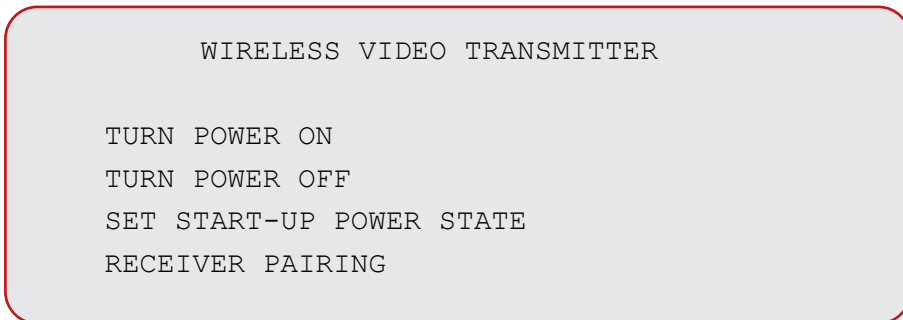 WIRELESS VIDEO TRANSMITTER
TURN POWER ON
TURN POWER OFF
SET START-UP POWER STATE
RECEIVER PAIRING